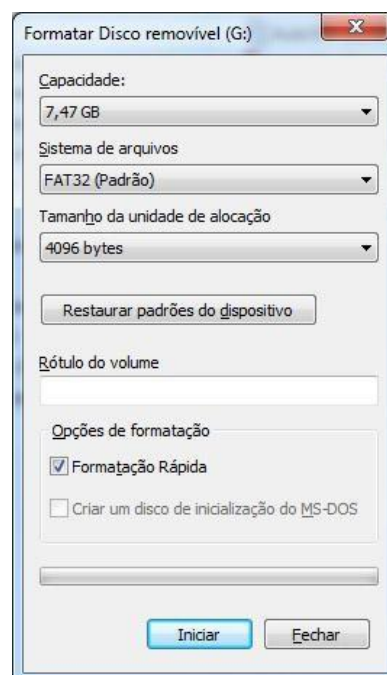 Formatar Disco removível (G:)
Capacidade:
7,47 GB
Sistema de arquivos
FAT32 (Padrão)
Tamanho da unidade de alocação
4096 bytes
Restaurar padrões do dispositivo
Rótulo do volume
Opções de formatação
Formatação Rápida
Criar um disco de inicialização do MS-DOS
Iniciar Fechar